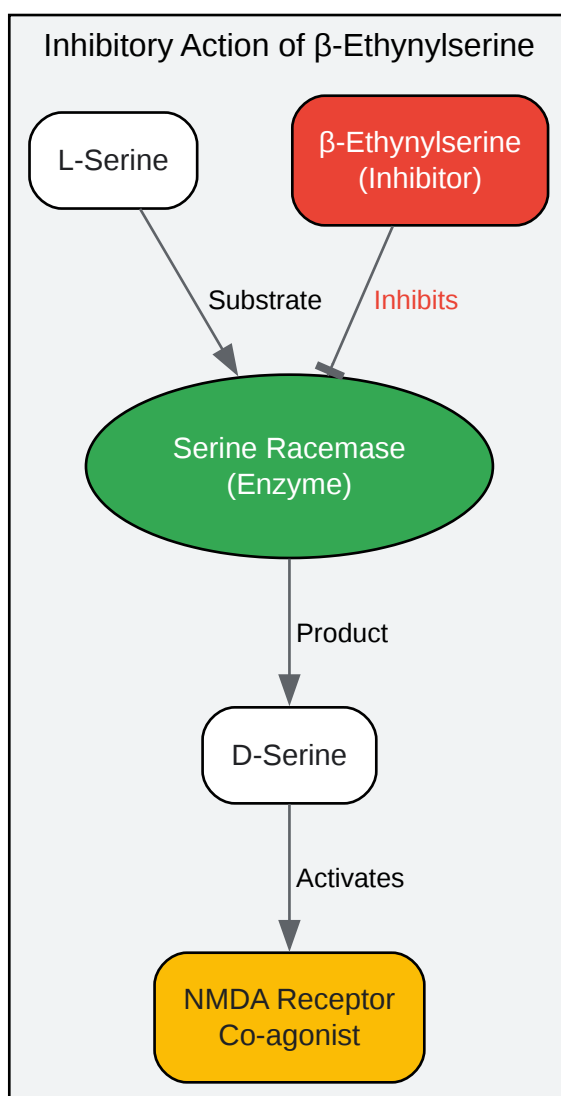 Inhibitory Action of β-Ethynylserine
L-Serine
β-Ethynylserine
(Inhibitor)
Substrate
Inhibits
Serine Racemase
(Enzyme)
Product
D-Serine
Activates
NMDA Receptor
Co-agonist